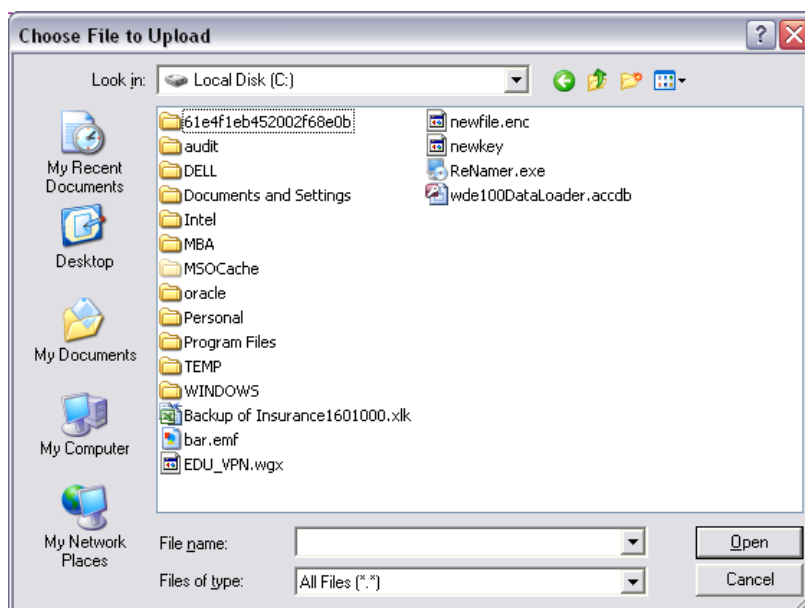 Choose File to Upload
Look in:
Local Disk (C:)
My Recent
Documents
Desktop
My Documents
My Computer
My Network
Places
61e4f1eb452002f68e0b
audit
DELL
Documents and Settings
Intel
MBA
MSOCache
oracle
Personal
Program Files
TEMP
WINDOWS
Backup of Insurance1601000.xlk
bar.emf
EDU_VPN.wgx
newfile.enc
newkey
ReNamer.exe
wde100DataLoader.accdb
File name:
Open
Files of type:
All Files (*.*)
Cancel